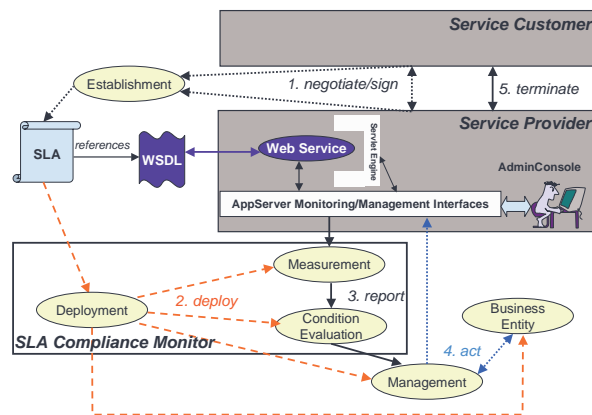 Service Customer
1. negotiate/sign
5. terminate
Establishment
Service Provider
SLA
references
WSDL
Web Service
Servlet Engine
AdminConsole
AppServer Monitoring/Management Interfaces
Measurement
2. deploy
3. report
Deployment
Condition
Evaluation
SLA Compliance Monitor
Business
Entity
4. act
Management